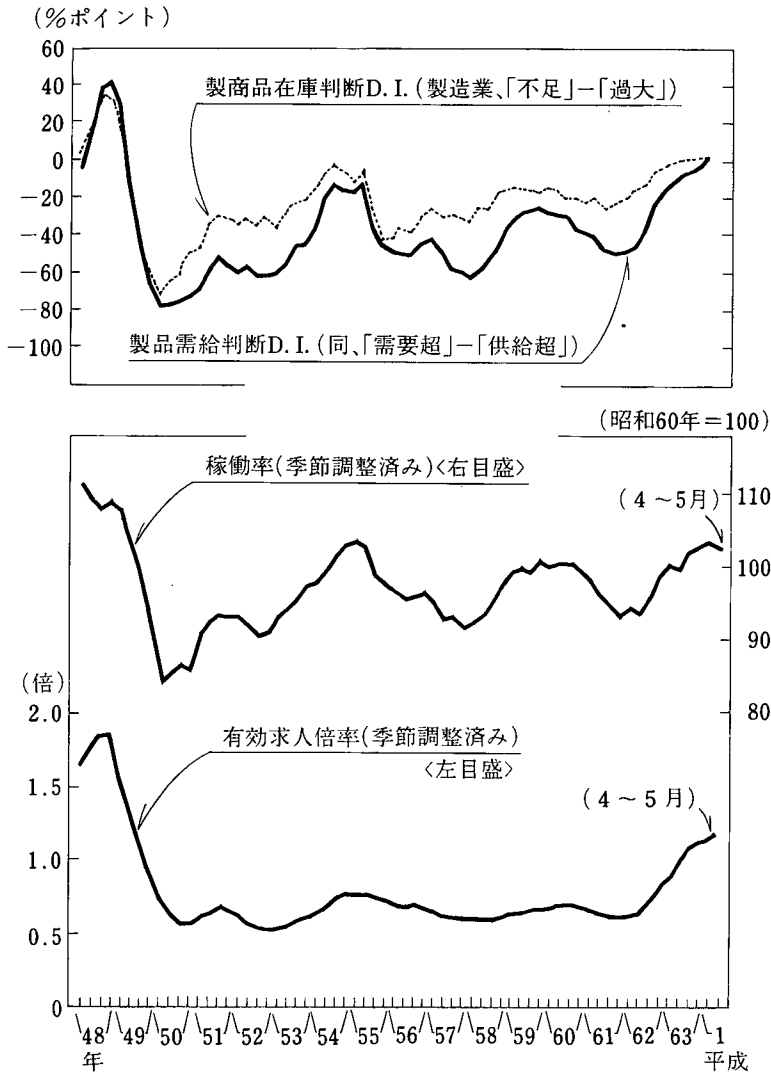 (%ポイント)
60
40
20
0
−20
−40
−60
−80
−100
製商品在庫判断D.I.(製造業、「不足」−「過大」)
製品需給判断D.I.(同、「需要超」−「供給超」)
(昭和60年=100)
稼働率(季節調整済み)<右目盛>
(4～5月)
110
100
90
80
(倍)
2.0
1.5
1.0
0.5
0
有効求人倍率(季節調整済み)
<左目盛>
(4～5月)
48 49 50 51 52 53 54 55 56 57 58 59 60 61 62 63 1
年 平成